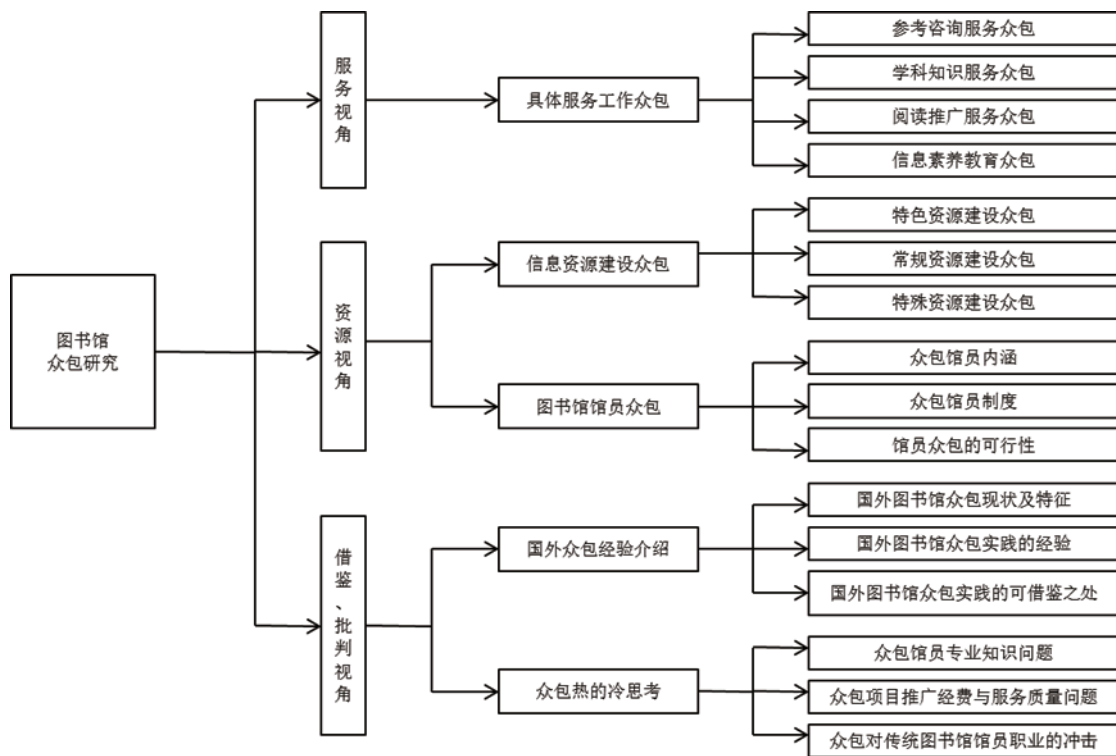 图书馆
众包研究
服务视角
具体服务工作众包
参考咨询服务众包
学科知识服务众包
阅读推广服务众包
信息素养教育众包
资源视角
信息资源建设众包
特色资源建设众包
常规资源建设众包
特殊资源建设众包
图书馆馆员众包
众包馆员内涵
众包馆员制度
馆员众包的可行性
借鉴、批判视角
国外众包经验介绍
国外图书馆众包现状及特征
国外图书馆众包实践的经验
国外图书馆众包实践的可借鉴之处
众包热的冷思考
众包馆员专业知识问题
众包项目推广经费与服务质量问题
众包对传统图书馆馆员职业的冲击